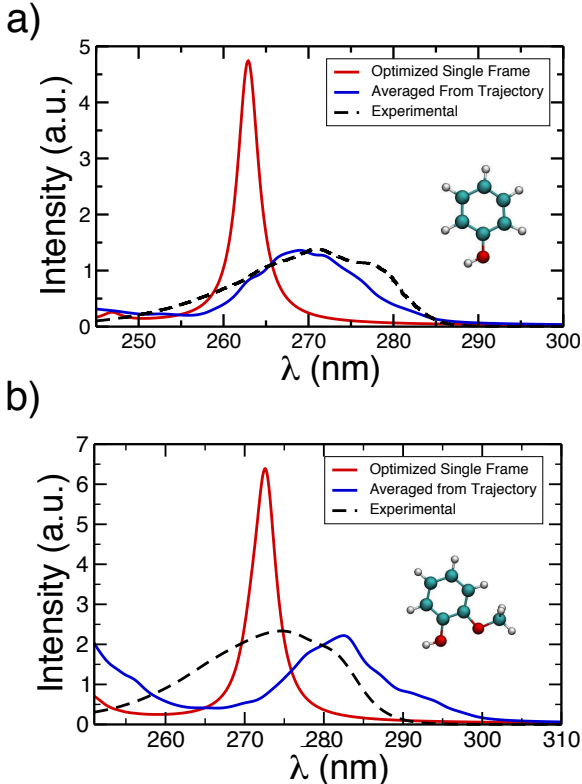 a)
5
4
3
2
1
0
Intensity (a.u.)
Optimized Single Frame
Averaged From Trajectory
Experimental
250 260 270 280 290 300
λ (nm)
b)
7
6
5
4
3
2
1
0
Intensity (a.u.)
Optimized Single Frame
Averaged from Trajectory
Experimental
260 270 280 290 300 310
λ (nm)